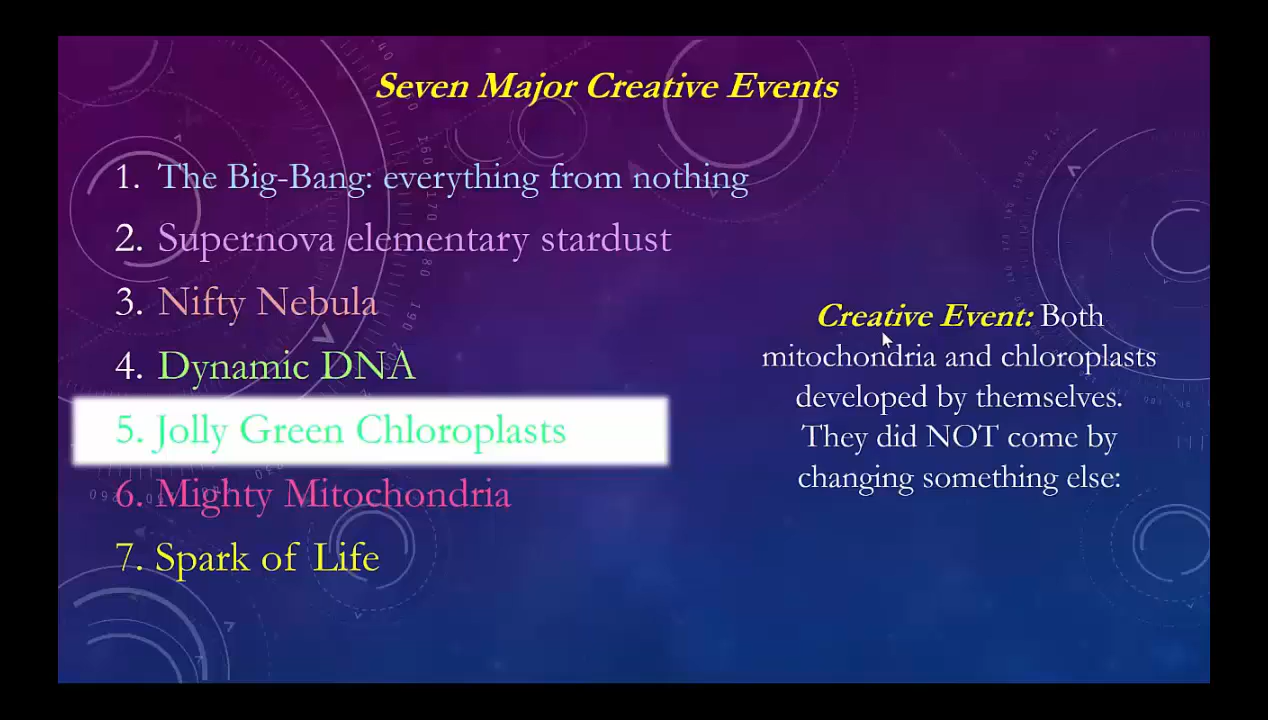 Seven Major Creative Events
1. The Big-Bang: everything from nothing
2. Supernova elementary stardust
3. Nifty Nebula
4. Dynamic DNA
5. Jolly Green Chloroplasts
6. Mighty Mitochondria
7. Spark of Life
Creative Event: Both
mitochondria and chloroplasts
developed by themselves.
They did NOT come by
changing something else: